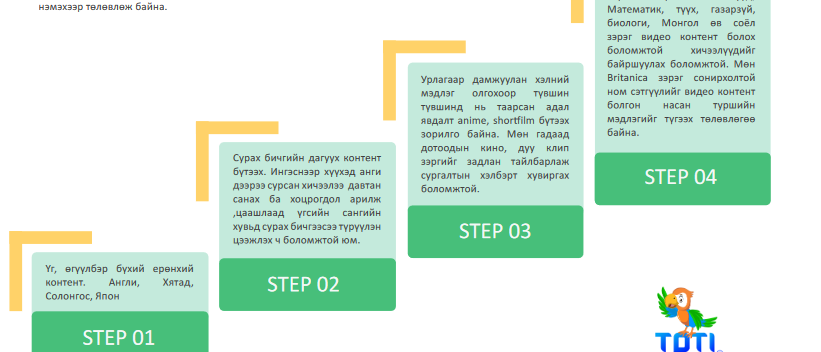 нэмэхээр төлөвлөж байна.
Үг, өгүүлбэр бүхий ерөнхий
контент. Англи, Хятад,
Солонгос, Япон
STEP 01
Сурах бичгийн дагуух контент
бүтээх. Ингэснээр хүүхэд анги
дээрээ сурсан хичээлээ давтан
санах ба хоцрогдол арилж
,цаашлаад үгсийн сангийн
хувьд сурах бичгээсээ түрүүлэн
цээжлэх ч боломжтой юм.
STEP 02
Урлагаар дамжуулан хэлний
мэдлэг олгохоор түвшин
түвшинд нь таарсан адал
явдалт anime, shortfilm бүтээх
зорилго байна. Мөн гадаад
дотоодын кино, дуу клип
зэргийг задлан тайлбарлаж
сургалтын хэлбэрт хувиргах
боломжтой.
STEP 03
Математик, түүх, газарзүй,
биологи, Монгол өв соёл
зэрэг видео контент болох
боломжтой хичээлүүдийг
байршуулах боломжтой. Мөн
Britanica зэрэг сонирхолтой
ном сэтгүүлийг видео контент
болгон насан туршийн
мэдлэгийг түгээх төлөвлөгөө
байна.
STEP 04
TOTI